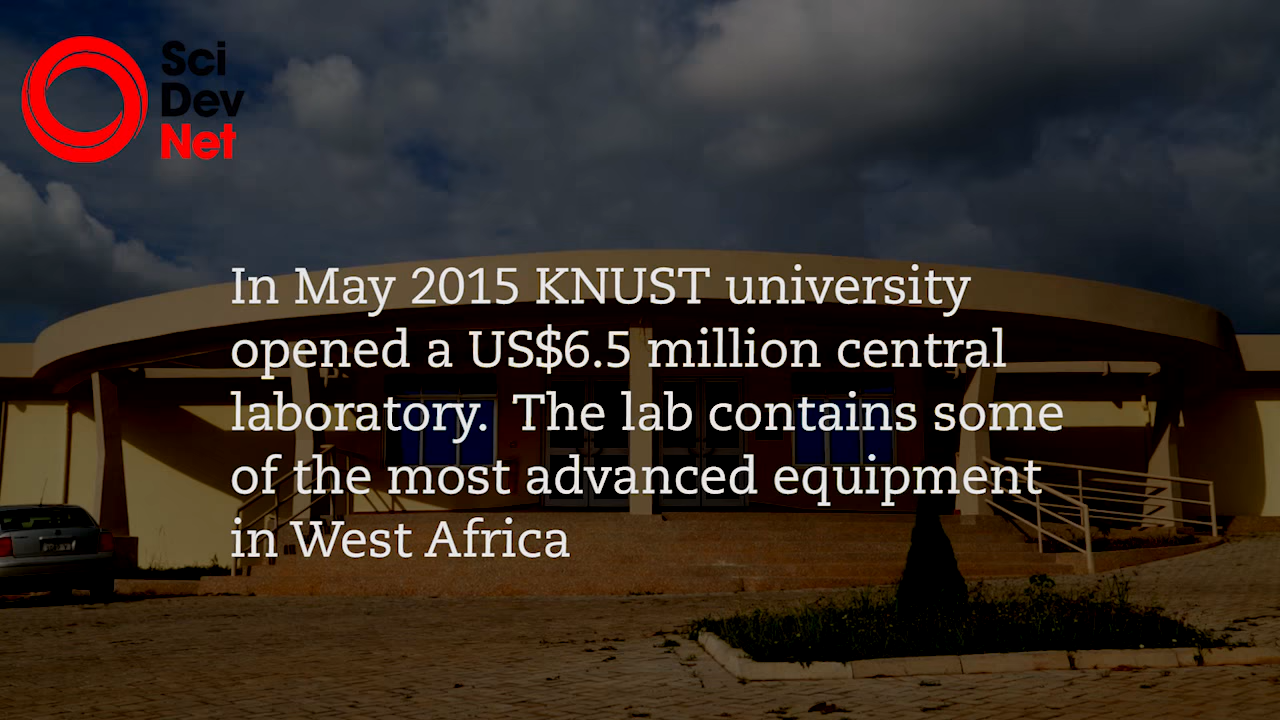 Sci
Dev
Net
In May 2015 KNUST university
opened a US$6.5 million central
laboratory.  The lab contains some
of the most advanced equipment
in West Africa